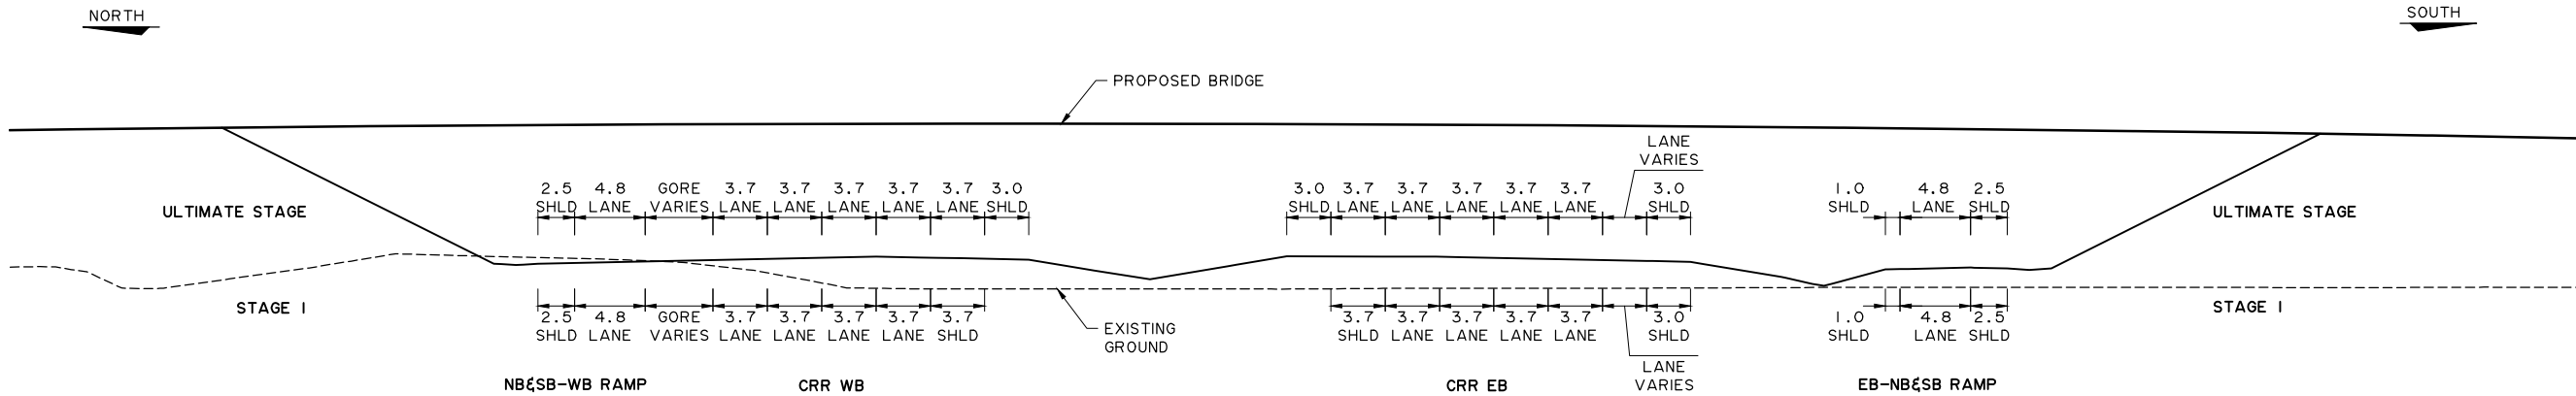 NORTH
SOUTH
PROPOSED BRIDGE
LANE
VARIES
2.5 4.8 GORE 3.7 3.7 3.7 3.7 3.7 3.0
SHLD LANE VARIES LANE LANE LANE LANE LANE SHLD
3.0 3.7 3.7 3.7 3.7 3.7 3.0
SHLD LANE LANE LANE LANE LANE SHLD
1.0 4.8 2.5
SHLD LANE SHLD
ULTIMATE STAGE
ULTIMATE STAGE
STAGE I
STAGE I
2.5 4.8 GORE 3.7 3.7 3.7 3.7 3.7
SHLD LANE VARIES LANE LANE LANE LANE SHLD
EXISTING
GROUND
3.7 3.7 3.7 3.7 3.7 3.0
SHLD LANE LANE LANE LANE SHLD
LANE
VARIES
1.0 4.8 2.5
SHLD LANE SHLD
NB&SB-WB RAMP
CRR WB
CRR EB
EB-NB&SB RAMP